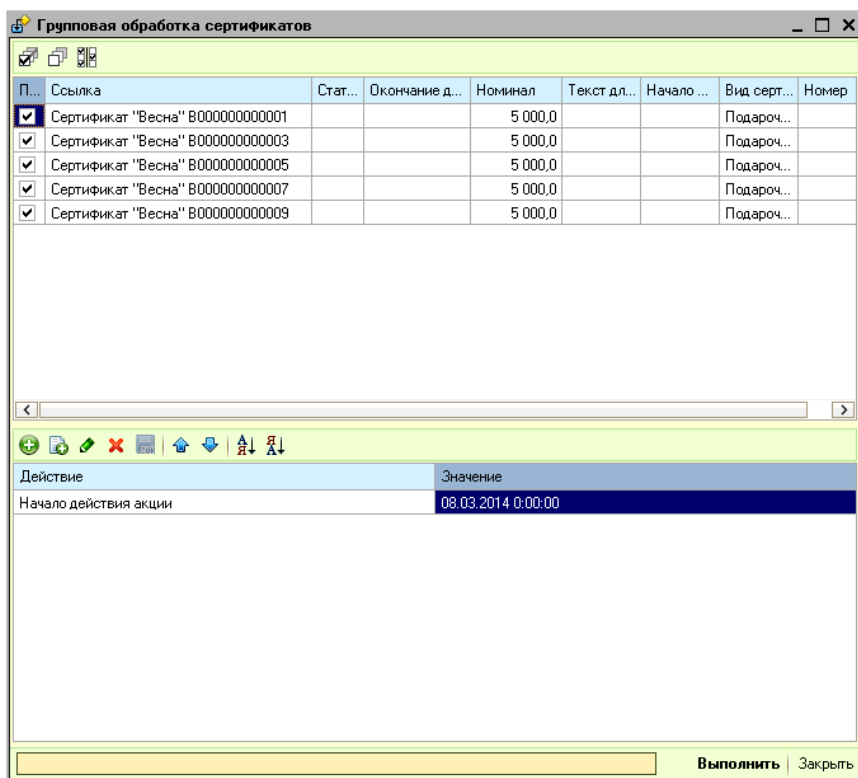 Групповая обработка сертификатов
П... Ссылка Стат... Окончание д... Номинал Текст дл... Начало ... Вид серт... Номер
Сертификат "Весна" В000000000001 5 000,0 Подароч...
Сертификат "Весна" В000000000003 5 000,0 Подароч...
Сертификат "Весна" В000000000005 5 000,0 Подароч...
Сертификат "Весна" В000000000007 5 000,0 Подароч...
Сертификат "Весна" В000000000009 5 000,0 Подароч...
Действие Значение
Начало действия акции 08.03.2014 0:00:00
Выполнить Закрыть